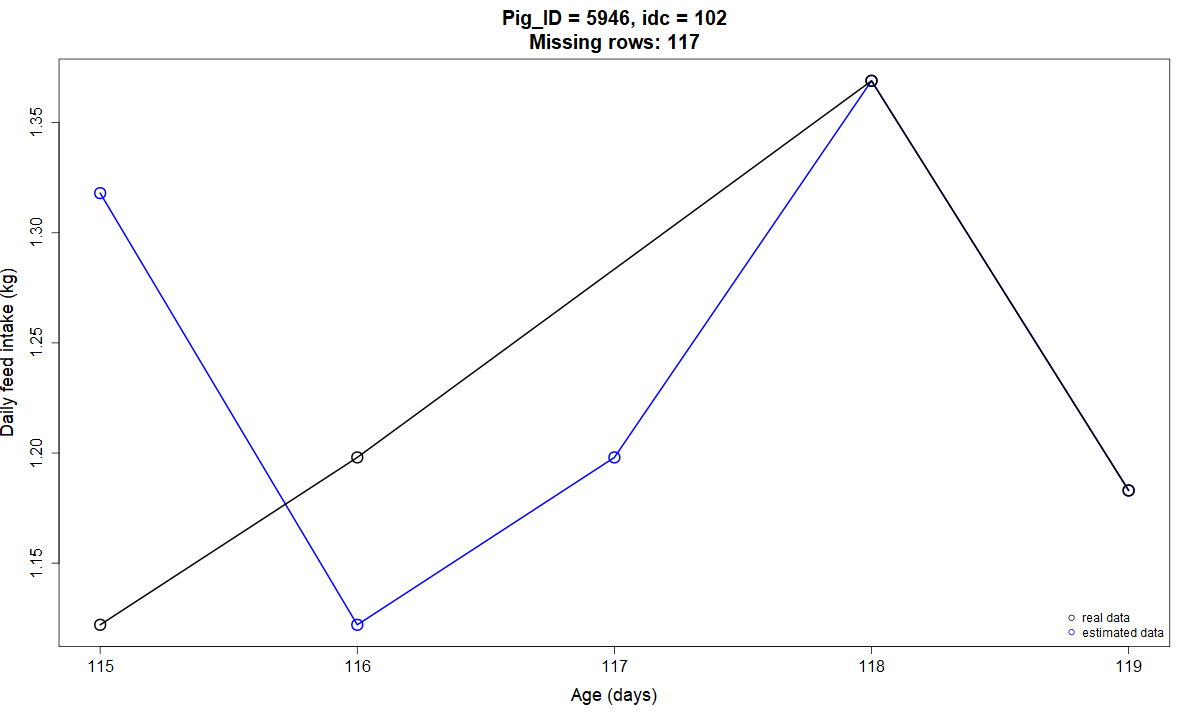 Pig_ID = 5946, idc = 102
Missing rows: 117
Daily feed intake (kg)
1.35
1.30
1.25
1.20
1.15
real data
estimated data
115 116 117 118 119
Age (days)